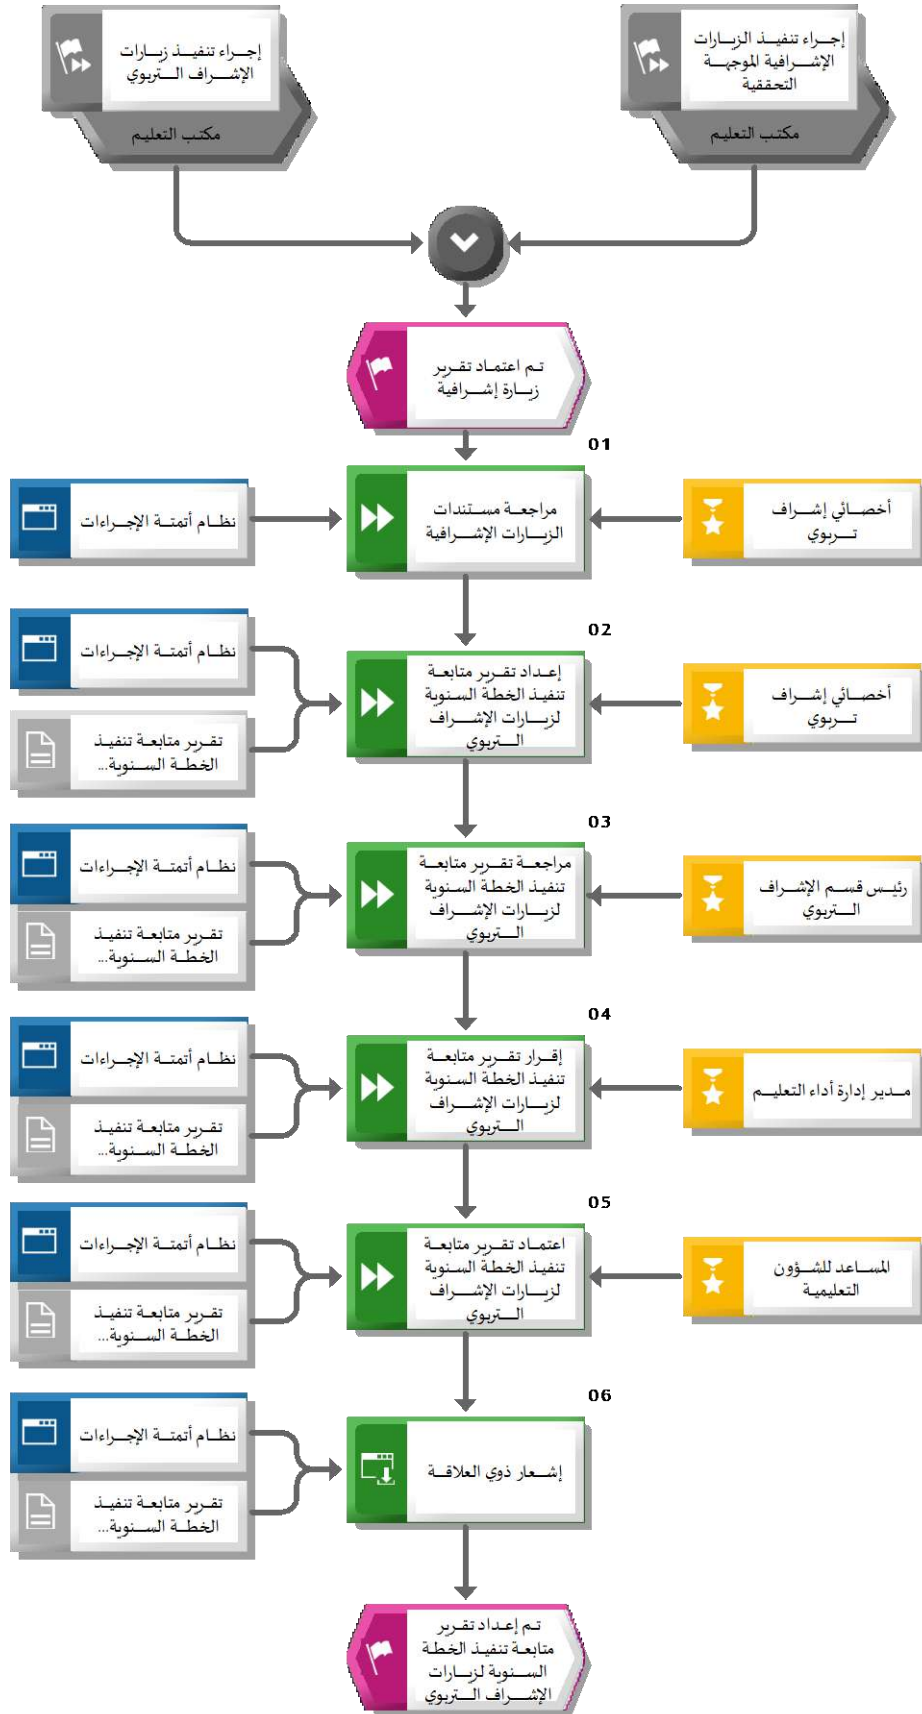 إجراء تنفيذ الزيارات
الإشرافية الموجهة
التحققية
مكتب التعليم
إجراء تنفيذ زيارات
الإشراف التربوي
مكتب التعليم
تم اعتماد تقرير
زيارة إشرافية
01
أخصائي إشراف
تربوي
مراجعة مستندات
الزيارات الإشرافية
نظام أتمتة الإجراءات
02
أخصائي إشراف
تربوي
إعداد تقرير متابعة
تنفيذ الخطة السنوية
لزيارات الإشراف
التربوي
نظام أتمتة الإجراءات
تقرير متابعة تنفيذ
الخطة السنوية...
03
رئيس قسم الإشراف
التربوي
مراجعة تقرير متابعة
تنفيذ الخطة السنوية
لزيارات الإشراف
التربوي
نظام أتمتة الإجراءات
تقرير متابعة تنفيذ
الخطة السنوية...
04
مدير إدارة أداء التعليم
إقرار تقرير متابعة
تنفيذ الخطة السنوية
لزيارات الإشراف
التربوي
نظام أتمتة الإجراءات
تقرير متابعة تنفيذ
الخطة السنوية...
05
المساعد للشؤون
التعليمية
اعتماد تقرير متابعة
تنفيذ الخطة السنوية
لزيارات الإشراف
التربوي
نظام أتمتة الإجراءات
تقرير متابعة تنفيذ
الخطة السنوية...
06
إشعار ذوي العلاقة
نظام أتمتة الإجراءات
تقرير متابعة تنفيذ
الخطة السنوية...
تم إعداد تقرير
متابعة تنفيذ الخطة
السنوية لزيارات
الإشراف التربوي